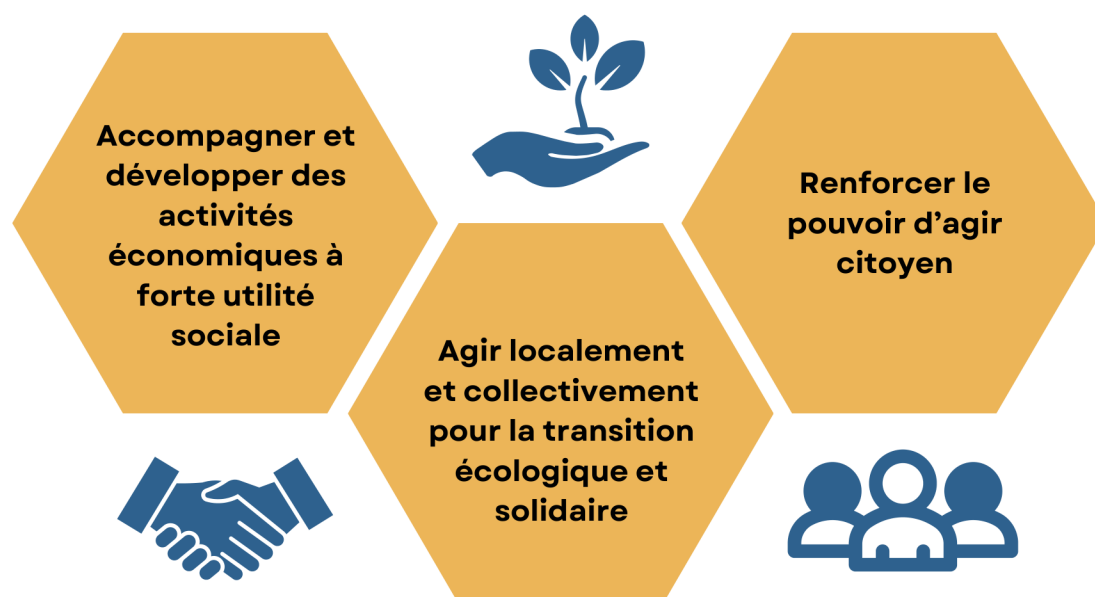 Accompagner et
développer des
activités
économiques à
forte utilité
sociale
Agir localement
et collectivement
pour la transition
écologique et
solidaire
Renforcer le
pouvoir d’agir
citoyen